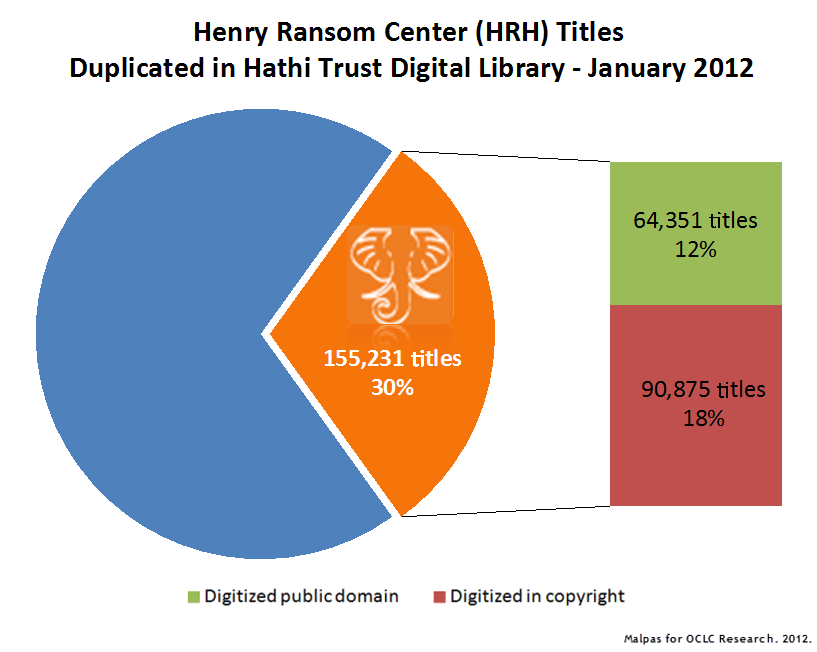 Henry Ransom Center (HRH) Titles
Duplicated in Hathi Trust Digital Library - January 2012
155,231 titles
30%
64,351 titles
12%
90,875 titles
18%
Digitized public domain
Digitized in copyright
Malpas for OCLC Research. 2012.